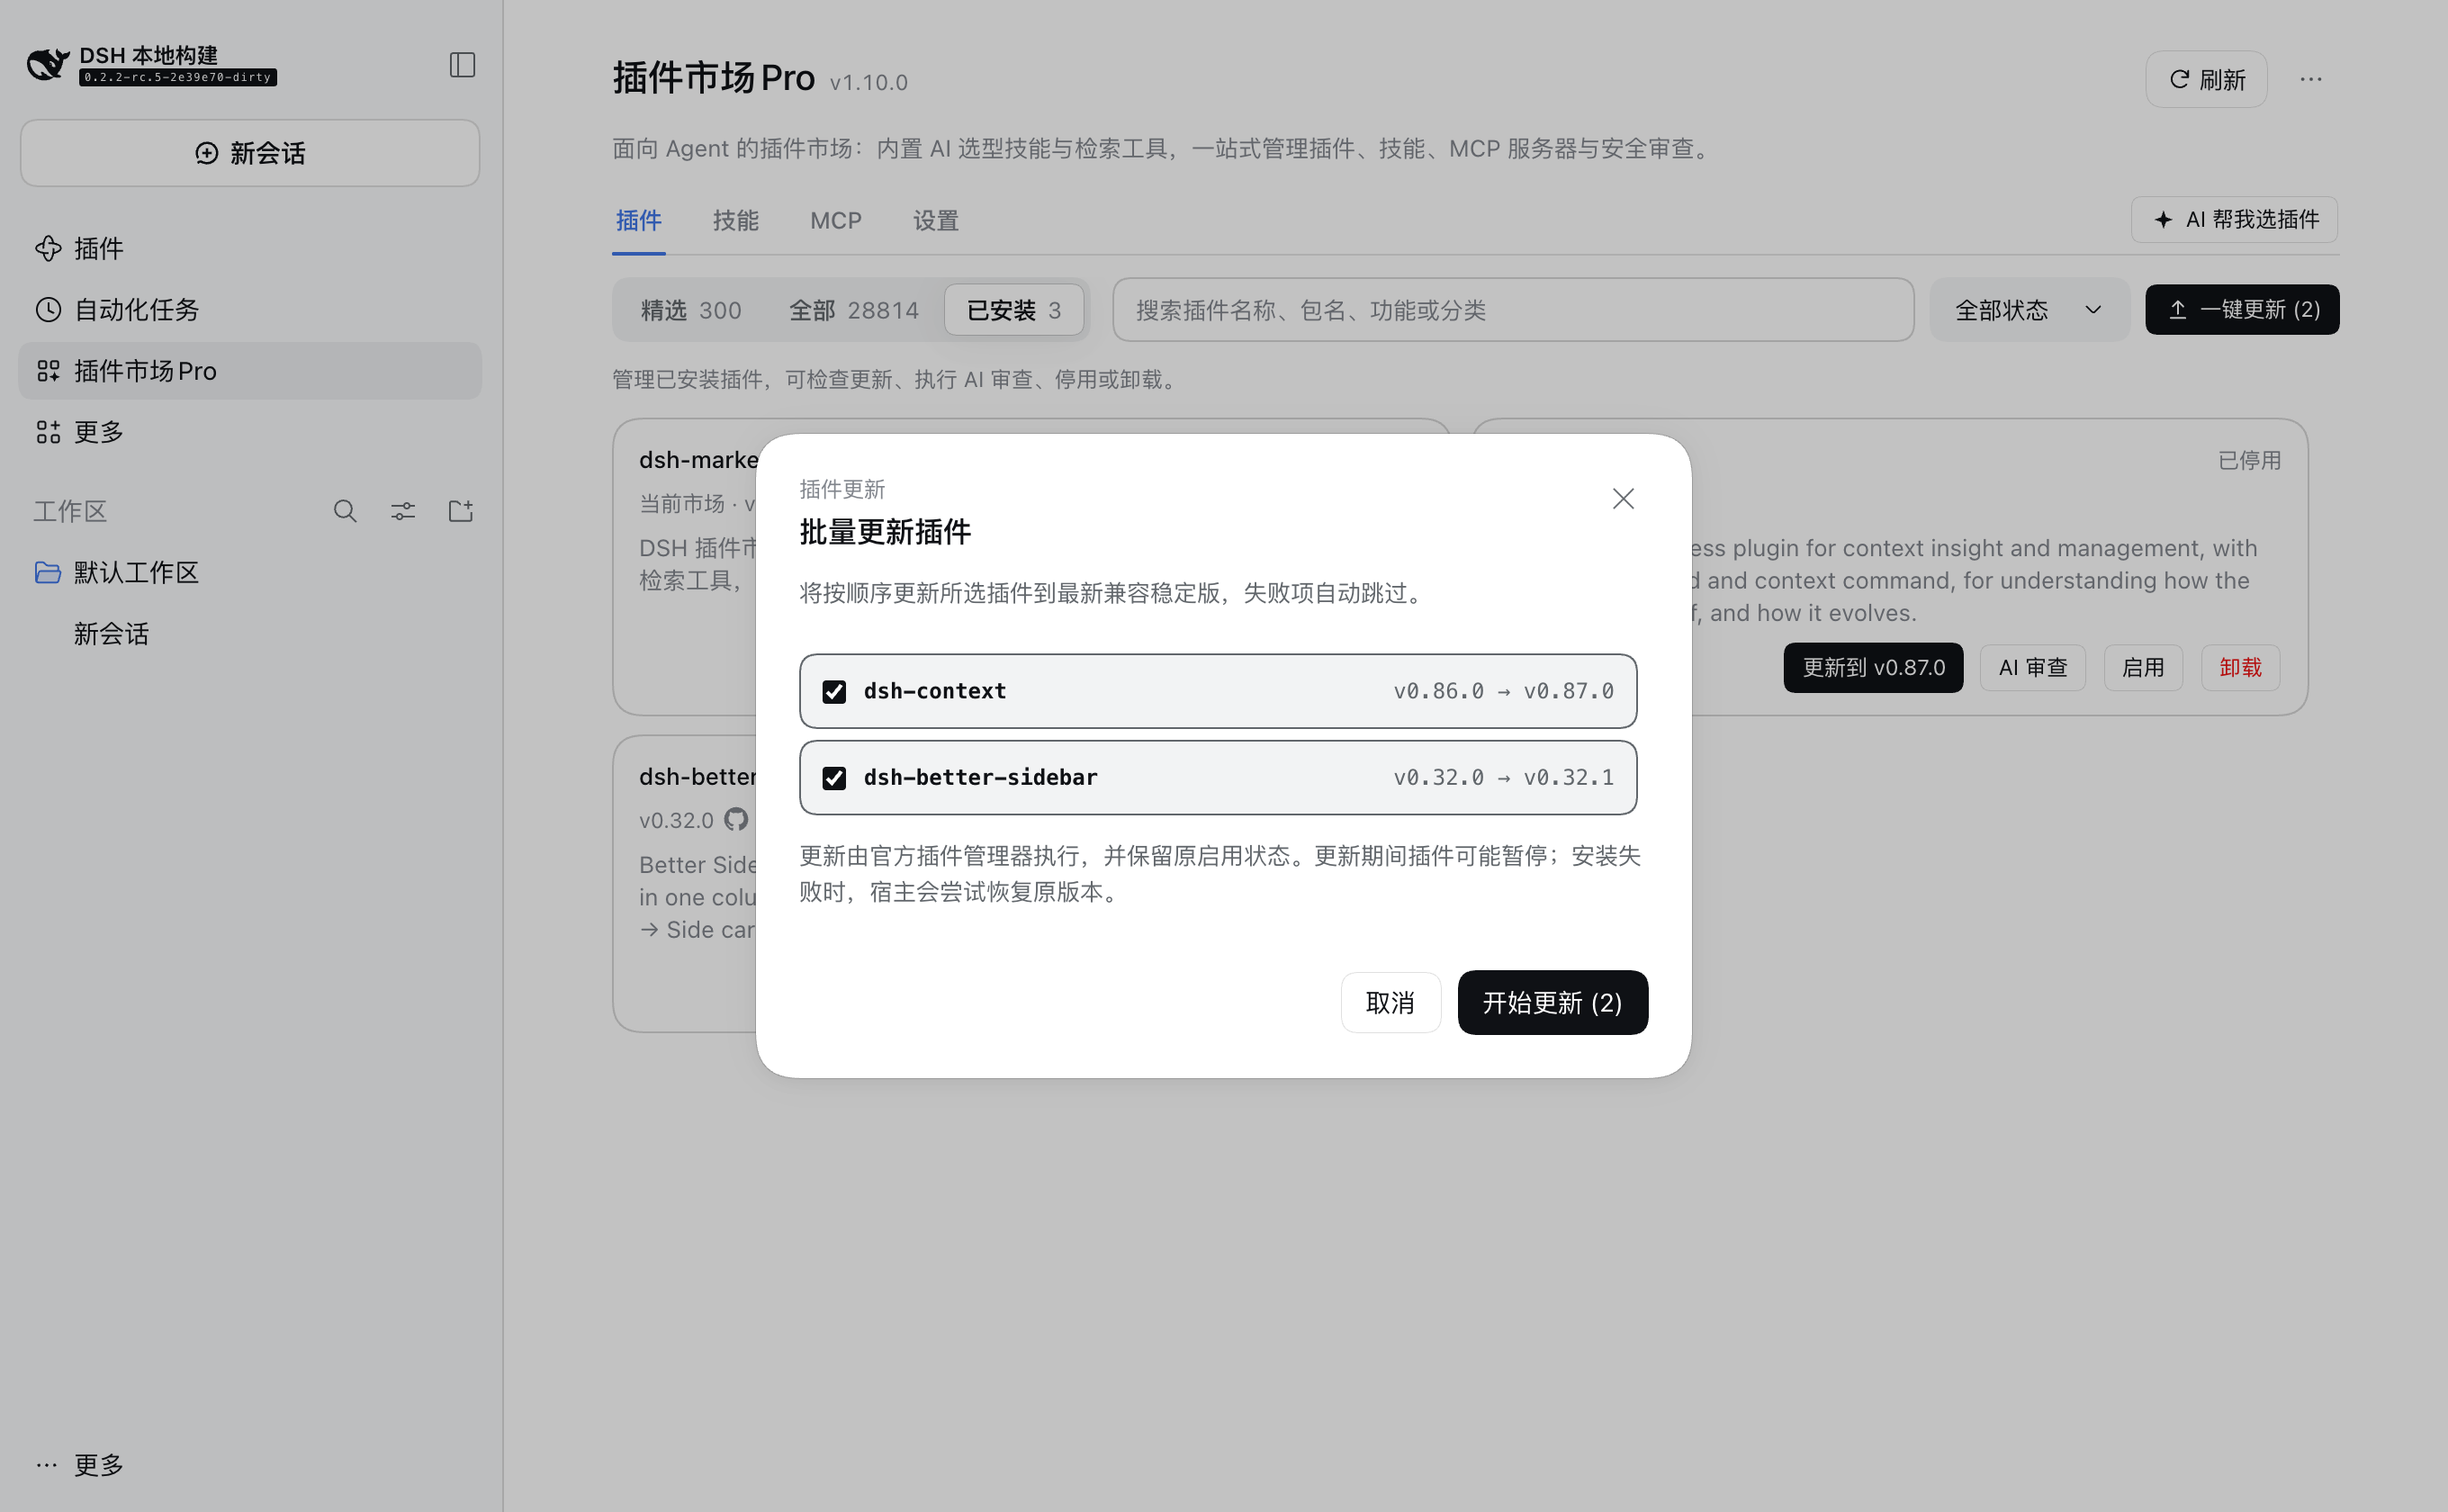 DSH 本地构建
0.2.2-rc.5-2e39e70-dirty
新会话
插件
自动化任务
插件市场Pro
更多
工作区
默认工作区
新会话
更多
插件市场Pro v1.10.0
刷新
面向 Agent 的插件市场：内置 AI 选型技能与检索工具，一站式管理插件、技能、MCP 服务器与安全审查。
插件 技能 MCP 设置
AI 帮我选插件
精选 300 全部 28814 已安装 3
搜索插件名称、包名、功能或分类
全部状态
一键更新 (2)
管理已安装插件，可检查更新、执行 AI 审查、停用或卸载。
dsh-marke
当前市场 · v
DSH 插件市
检索工具，
已停用
ess plugin for context insight and management, with
d and context command, for understanding how the
f, and how it evolves.
更新到 v0.87.0 AI 审查 启用 卸载
dsh-better
v0.32.0
Better Side
in one colu
→ Side car
插件更新
批量更新插件
将按顺序更新所选插件到最新兼容稳定版，失败项自动跳过。
dsh-context v0.86.0 → v0.87.0
dsh-better-sidebar v0.32.0 → v0.32.1
更新由官方插件管理器执行，并保留原启用状态。更新期间插件可能暂停；安装失
败时，宿主会尝试恢复原版本。
取消 开始更新 (2)